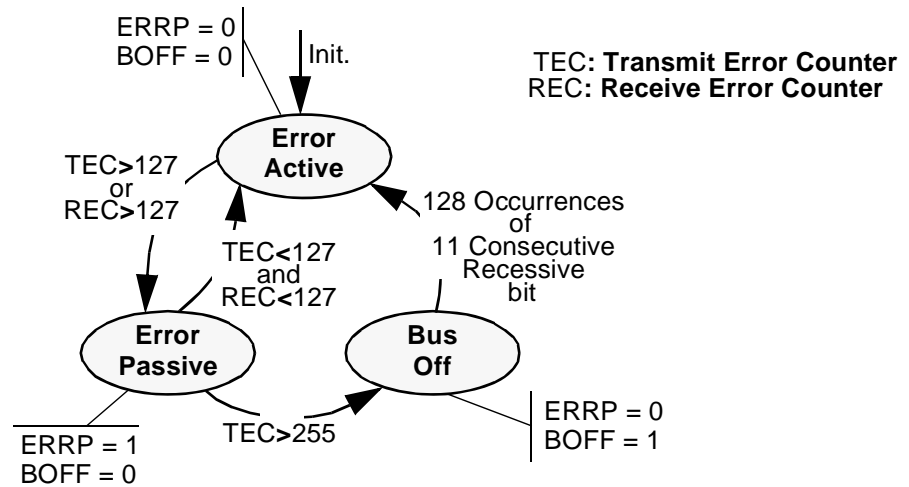 ERRP = 0
BOFF = 0
Init.
TEC: Transmit Error Counter
REC: Receive Error Counter
Error
Active
TEC>127
or
REC>127
TEC<127
and
REC<127
128 Occurrences
of
11 Consecutive
Recessive
bit
Error
Passive
Bus
Off
TEC>255
ERRP = 1
BOFF = 0
ERRP = 0
BOFF = 1